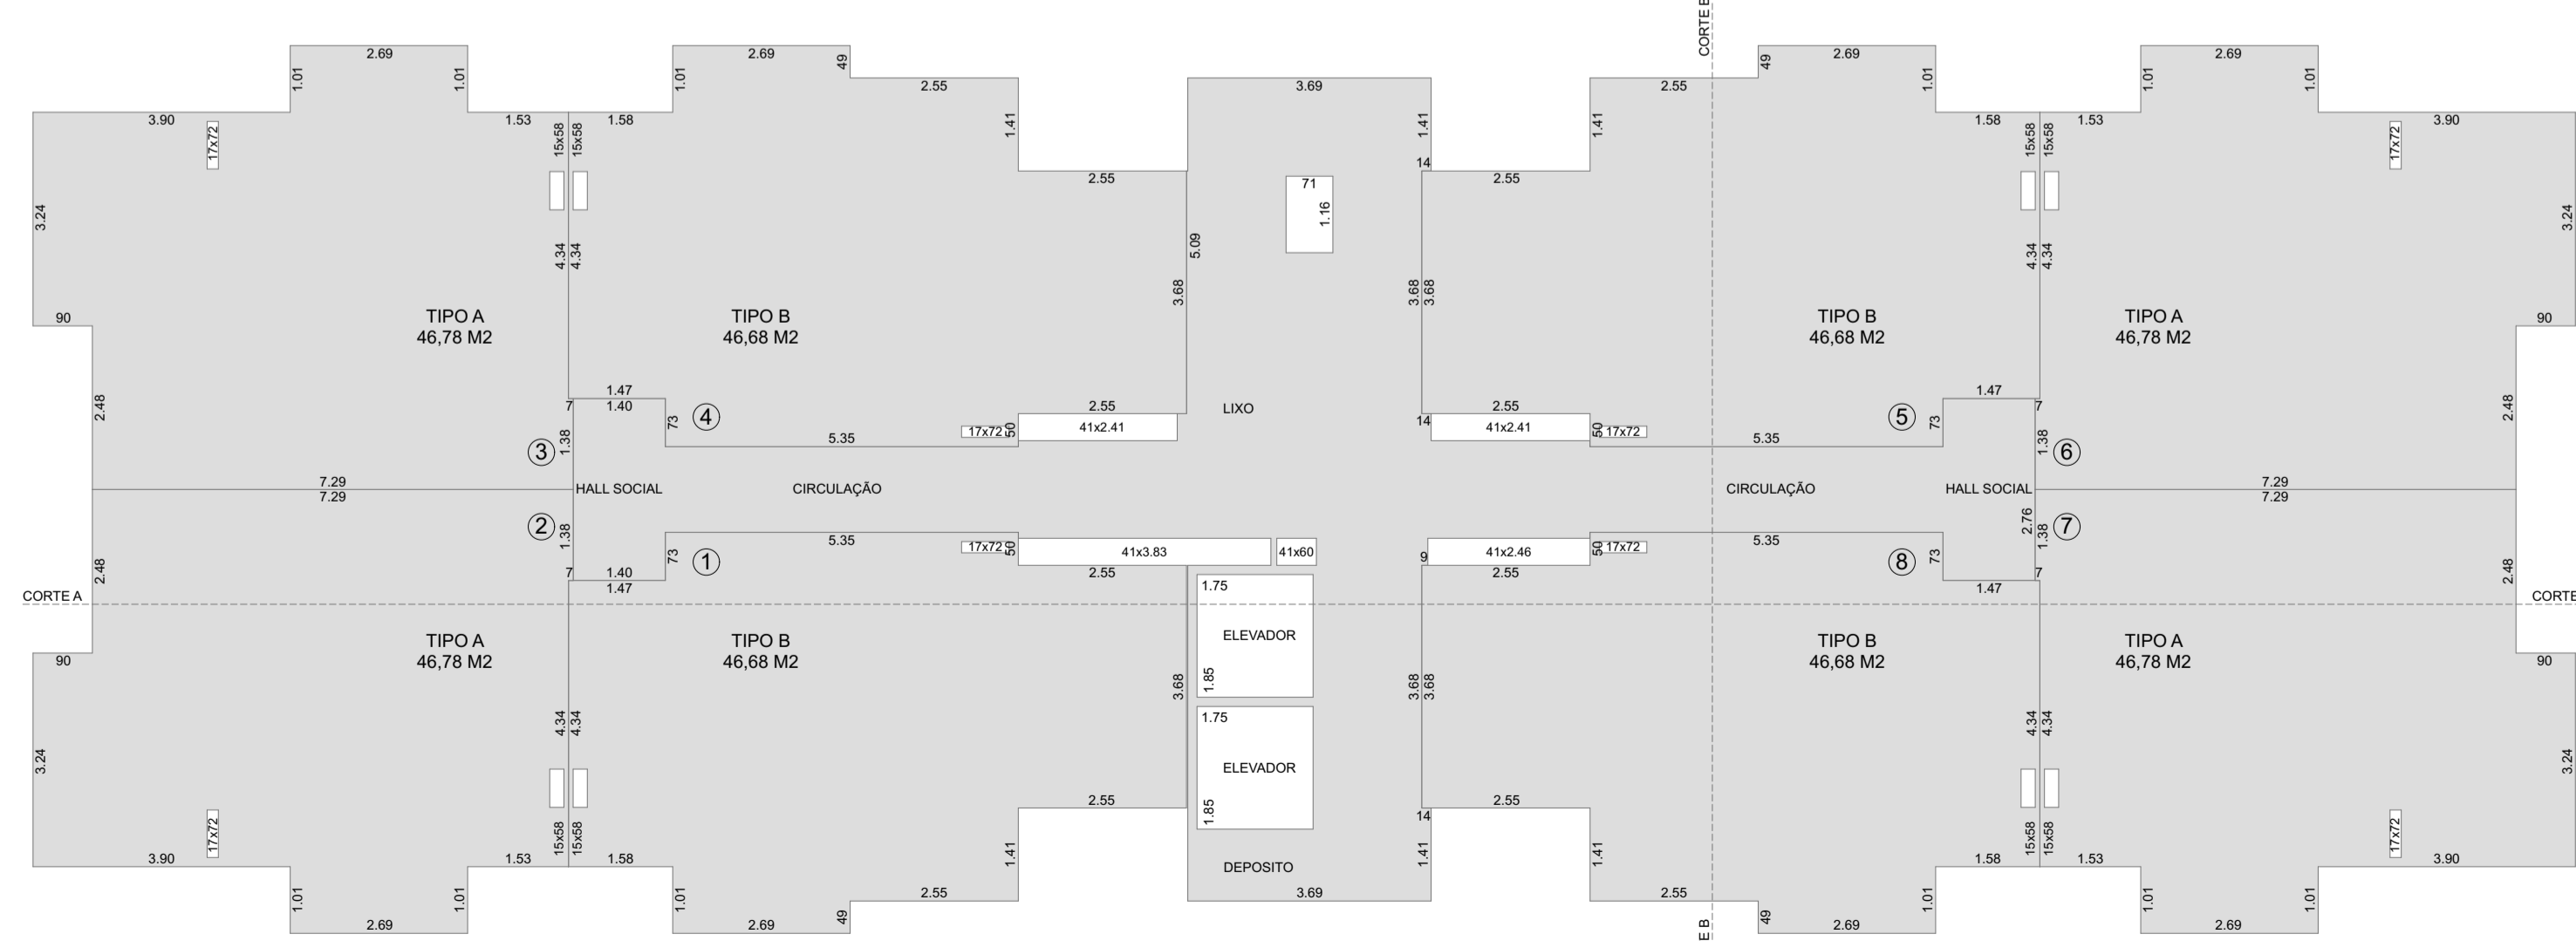 CORTE B
2.69
2.69
2.69
2.69
1.01
1.01
1.01
49
49
1.01
1.01
1.01
2.55
3.69
2.55
3.90
1.53
1.58
1.41
1.41
1.41
1.58
1.53
3.90
17x72
15x58
15x58
15x58
15x58
17x72
14
2.55
71
2.55
1.16
3.24
3.24
4.34
4.34
5.09
4.34
4.34
3.68
3.68
3.68
90
TIPO A
46,78 M2
TIPO B
46,68 M2
TIPO B
46,68 M2
TIPO A
46,78 M2
90
2.48
1.47
7
1.40
73
4
2.55
LIXO
2.55
14
5
1.47
7
73
2.48
41x2.41
41x2.41
17x72
50
50
17x72
3
1.38
5.35
5.35
1.38
6
7.29
7.29
HALL SOCIAL
CIRCULAÇÃO
CIRCULAÇÃO
HALL SOCIAL
7.29
7.29
2
1.38
5.35
5.35
2.76
1.38
7
17x72
50
41x3.83
41x60
41x2.46
9
50
17x72
2.48
7
1.40
1.47
73
1
2.55
2.55
8
73
7
1.47
2.48
CORTE A
1.75
CORTE
TIPO A
46,78 M2
TIPO B
46,68 M2
ELEVADOR
TIPO B
46,68 M2
TIPO A
46,78 M2
90
90
1.85
3.68
3.68
3.68
1.75
4.34
4.34
4.34
4.34
3.24
ELEVADOR
3.24
1.85
2.55
2.55
14
17x72
15x58
15x58
15x58
15x58
17x72
3.90
1.53
1.58
1.41
DEPOSITO
1.41
1.41
1.58
1.53
3.90
2.55
3.69
2.55
1.01
1.01
1.01
49
49
1.01
1.01
1.01
2.69
2.69
2.69
2.69
E B